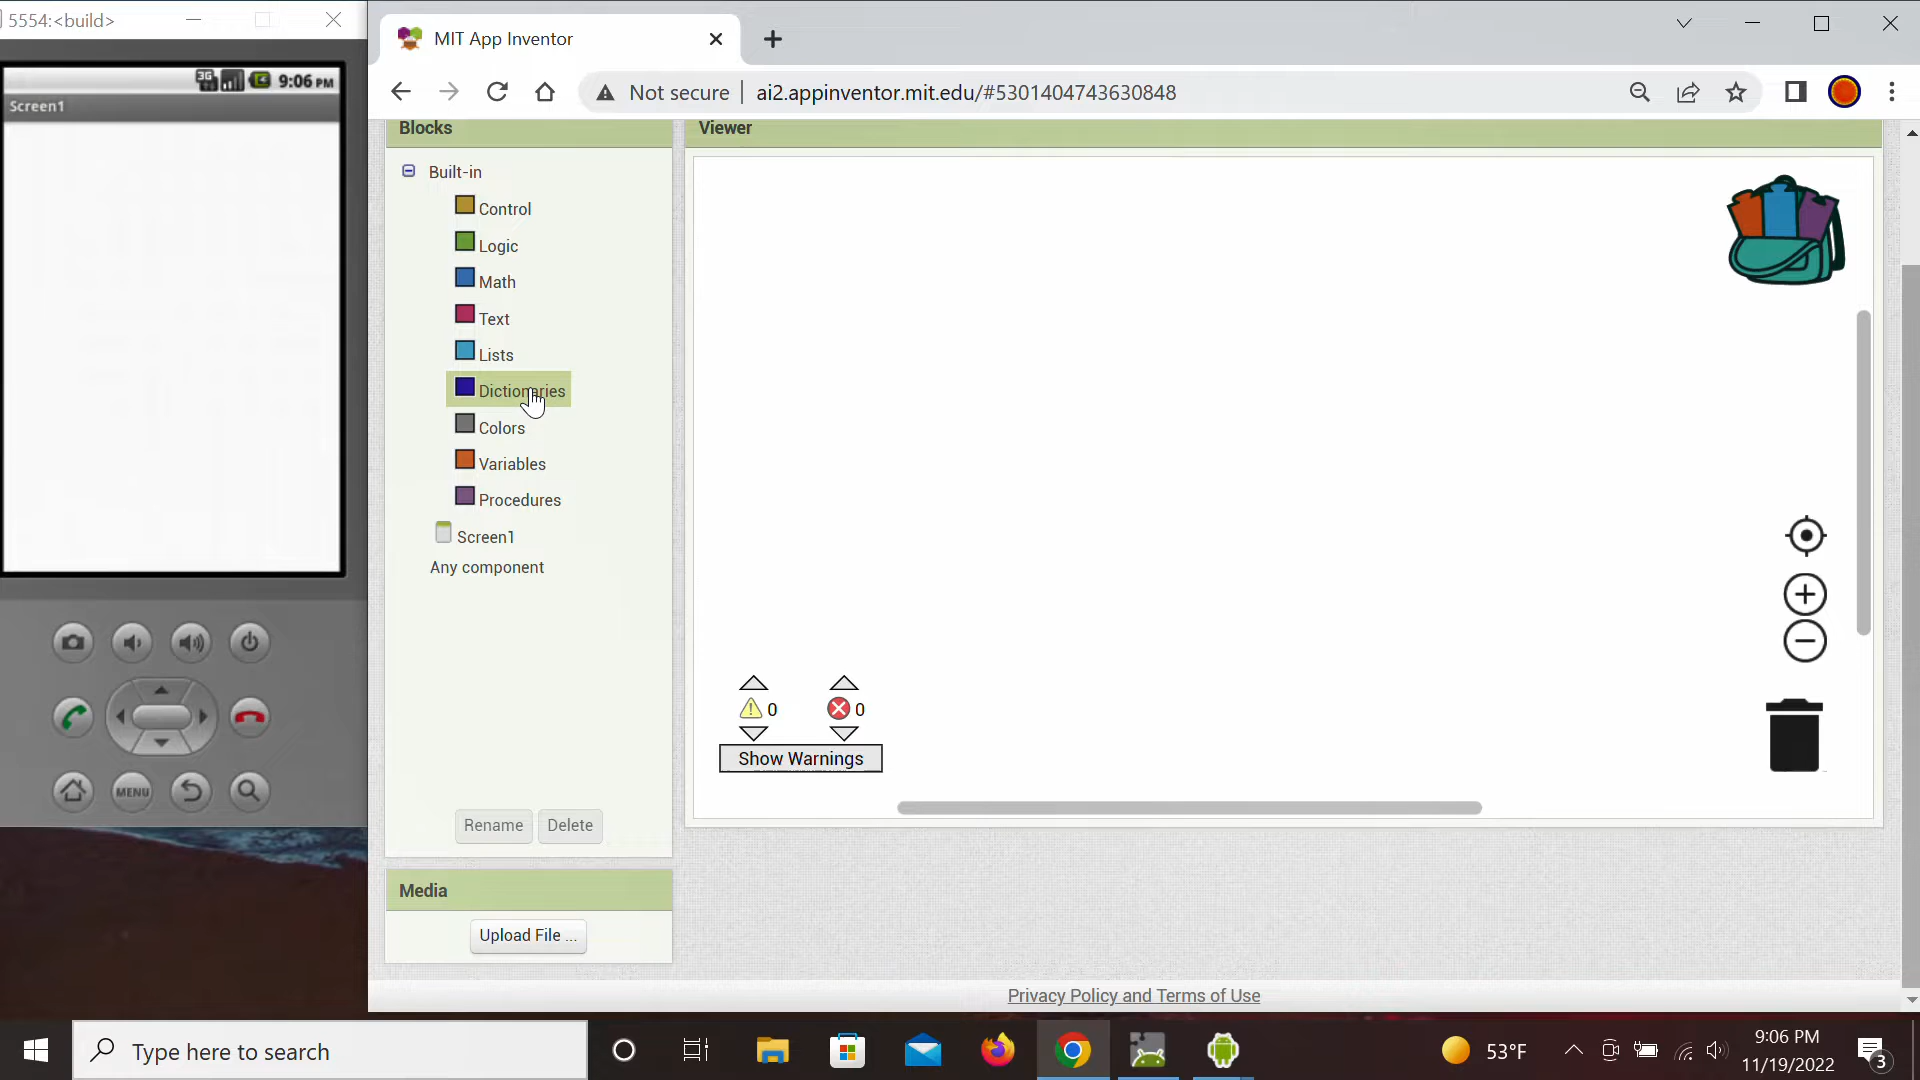 5554:<build>
3G 9:06 PM
Screen1
MENU
MIT App Inventor
Not secure ai2.appinventor.mit.edu/#5301404743630848
Blocks
Built-in
Control
Logic
Math
Text
Lists
Dictionaries
Colors
Variables
Procedures
Screen1
Any component
Rename Delete
Media
Upload File ...
Viewer
0 0
Show Warnings
Privacy Policy and Terms of Use
Type here to search
53°F
9:06 PM
11/19/2022
3